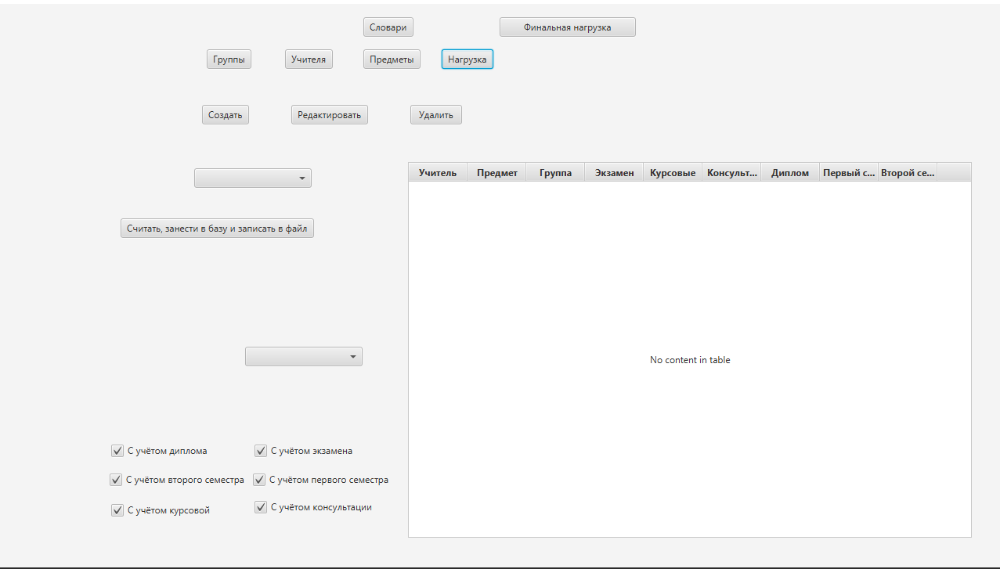 Словари Финальная нагрузка
Группы Учителя Предметы Нагрузка
Создать Редактировать Удалить
Учитель Предмет Группа Экзамен Курсовые Консульт... Диплом Первый с... Второй се...
Считать, занести в базу и записать в файл
No content in table
С учётом диплома С учётом экзамена
С учётом второго семестра С учётом первого семестра
С учётом курсовой С учётом консультации